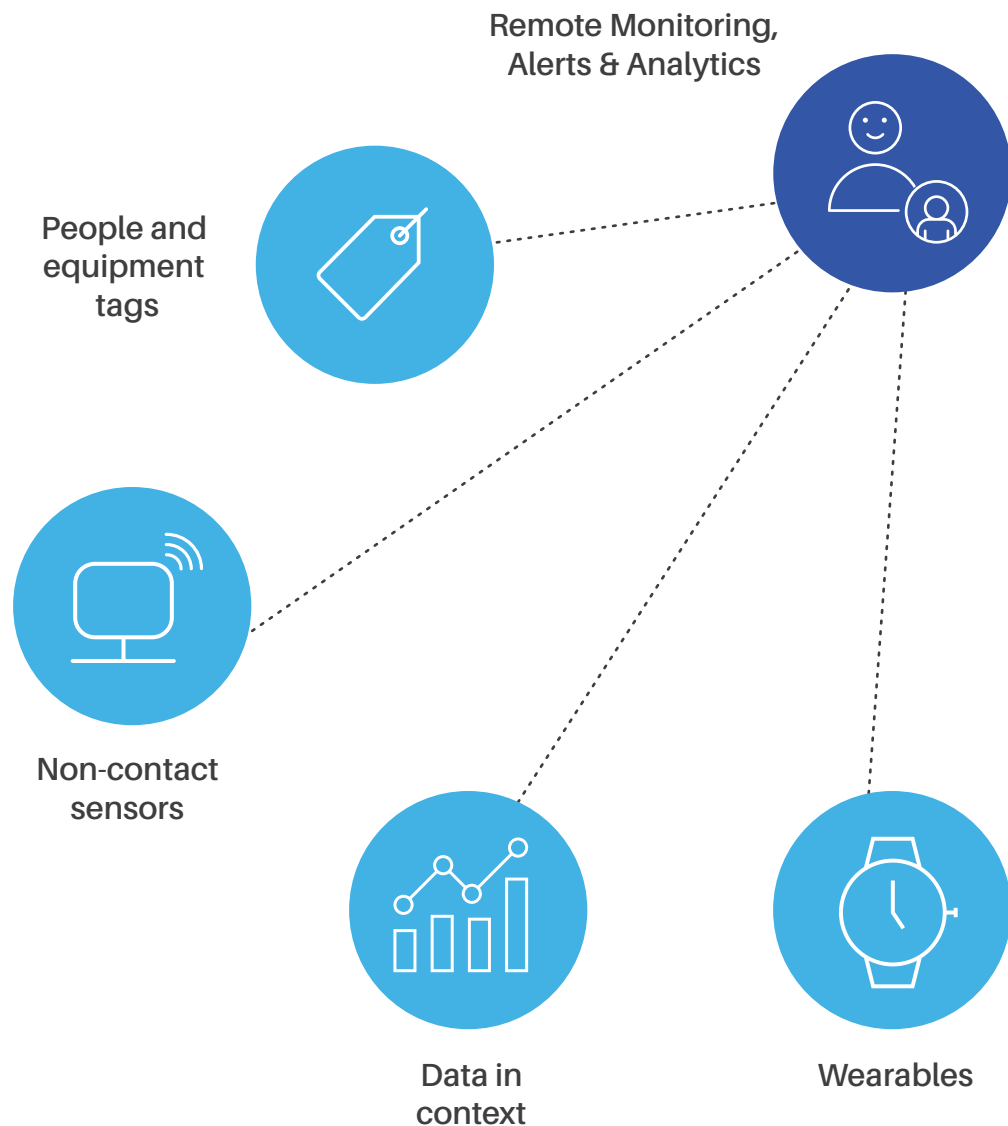 Remote Monitoring,
Alerts & Analytics
People and
equipment
tags
Non-contact
sensors
Data in
context
Wearables